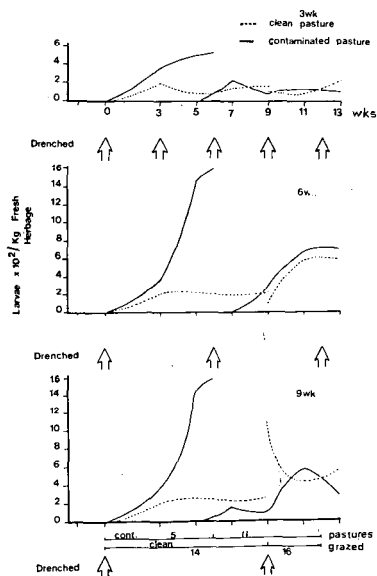 3wk
clean pasture
contaminated pasture
6
4
2
0
0 3 5 7 9 11 13 wks
Drenched
Larvae x10²/Kg Fresh Herbage
16
14
12
10
8
6
4
2
0
Drenched
16
14
12
10
8
6
4
2
0
9wk
cont. 5 11 pastures
clean grazed
14 16
Drenched